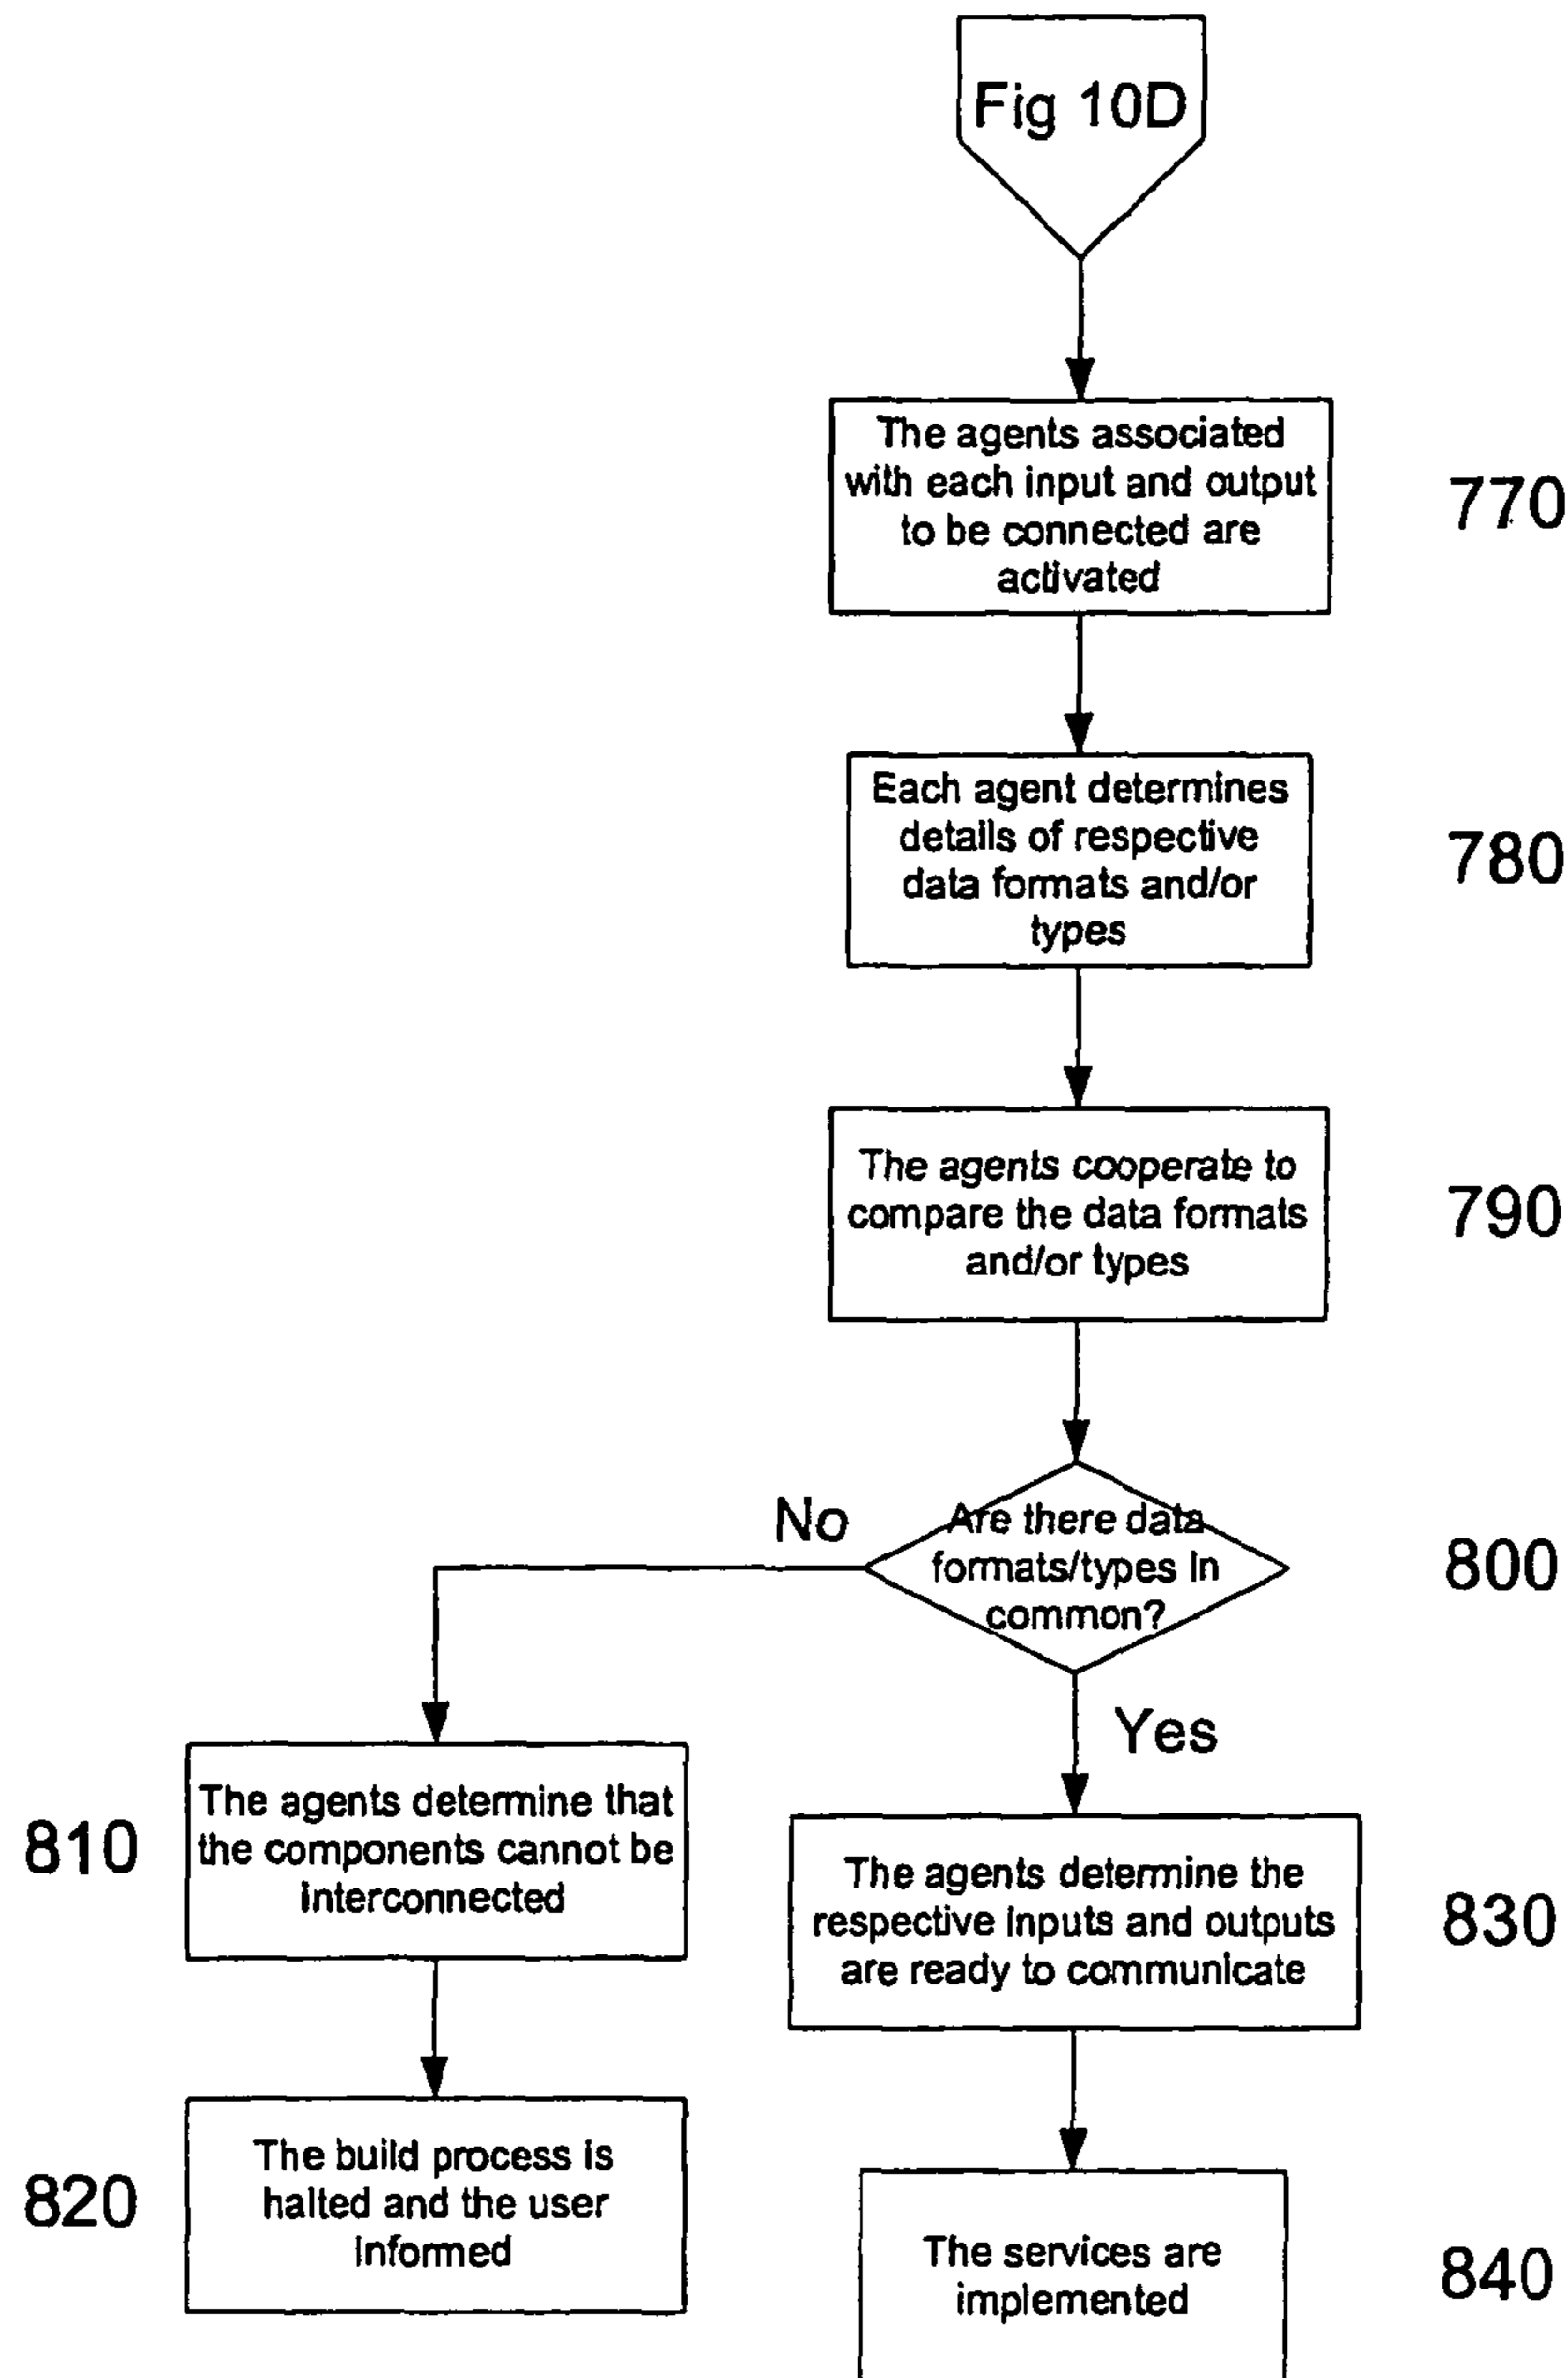 Fig 10D
The agents associated
with each input and output
to be connected are
activated
770
Each agent determines
details of respective
data formats and/or
types
780
The agents cooperate to
compare the data formats
and/or types
790
No
Are there data
formats/types in
common?
800
Yes
810
The agents determine that
the components cannot be
interconnected
The agents determine the
respective inputs and outputs
are ready to communicate
830
820
The build process is
halted and the user
informed
The services are
implemented
840